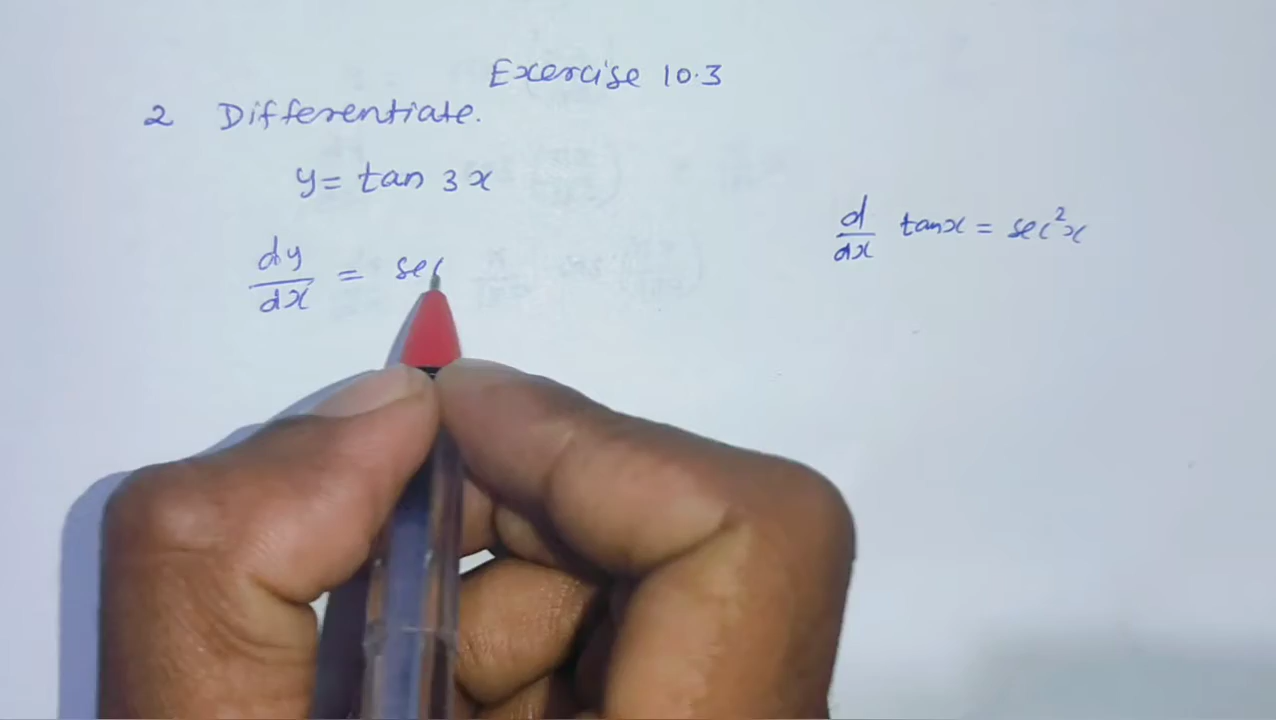 Exercise 10.3
2 Differentiate.
y = tan 3x
d/dx tanx = sec²x
dy/dx = sec